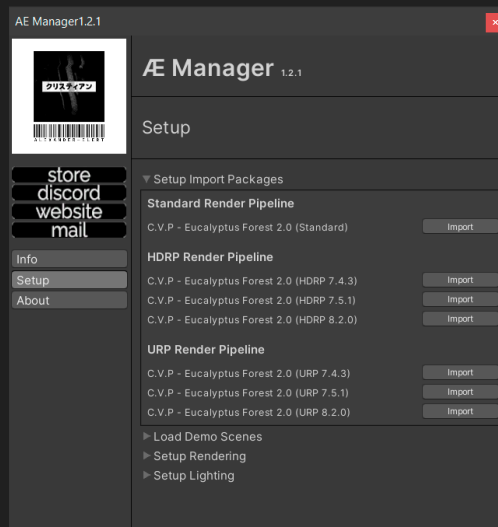 AE Manager1.2.1
クリスティアン
ALEXANDER-ELERT
store
discord
website
mail
Info
Setup
About
Æ Manager 1.2.1
Setup
Setup Import Packages
Standard Render Pipeline
C.V.P - Eucalyptus Forest 2.0 (Standard) Import
HDRP Render Pipeline
C.V.P - Eucalyptus Forest 2.0 (HDRP 7.4.3) Import
C.V.P - Eucalyptus Forest 2.0 (HDRP 7.5.1) Import
C.V.P - Eucalyptus Forest 2.0 (HDRP 8.2.0) Import
URP Render Pipeline
C.V.P - Eucalyptus Forest 2.0 (URP 7.4.3) Import
C.V.P - Eucalyptus Forest 2.0 (URP 7.5.1) Import
C.V.P - Eucalyptus Forest 2.0 (URP 8.2.0) Import
Load Demo Scenes
Setup Rendering
Setup Lighting